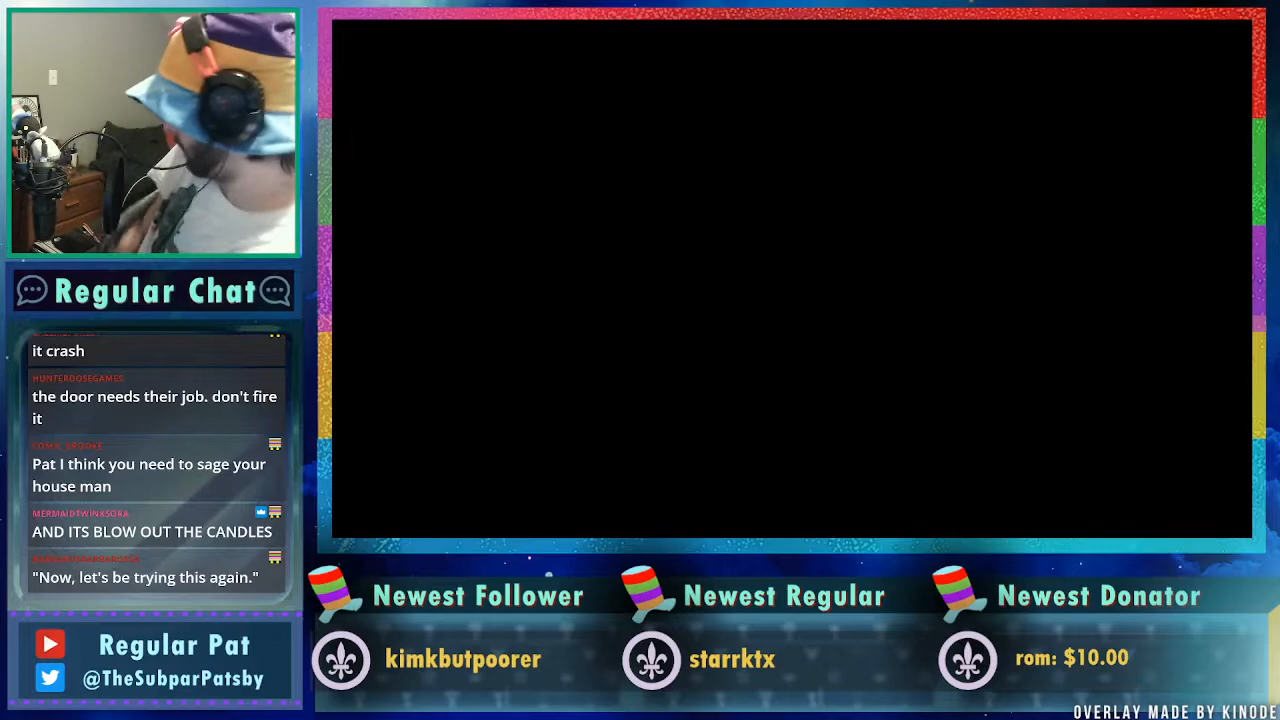 Regular Chat
it crash
HUNTERDOSEGAMES
the door needs their job. don't fire
it
Pat I think you need to sage your
house man
MERMAIDTWINKSORA
AND ITS BLOW OUT THE CANDLES
"Now, let's be trying this again."
Regular Pat
@TheSubparPatsby
Newest Follower
kimkbutpoorer
Newest Regular
starrktx
Newest Donator
rom: $10.00
OVERLAY MADE BY KINODE